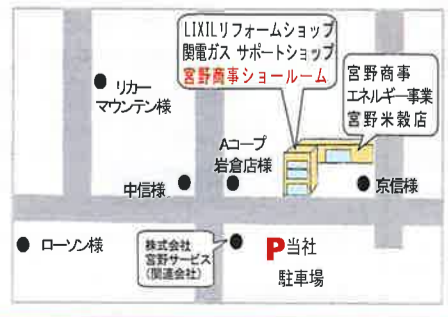 LIXILリフォームショップ
関電ガス サポートショップ
宮野商事ショールーム
宮野商事
エネルギー事業
宮野米穀店
リカー
マウンテン様
Aコープ
岩倉店様
中信様
京信様
ローソン様
株式会社
宮野サービス
(関連会社)
P当社
駐車場